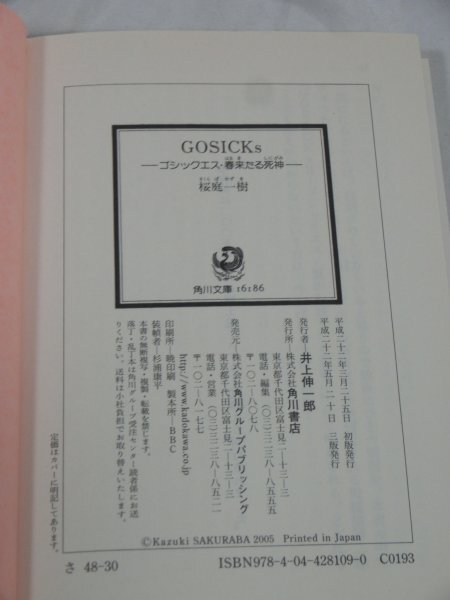 GOSICKs
―ゴシックエス・春来たる死神―
桜庭一樹
角川文庫 16186
平成二十二年三月二十五日　初版発行
平成二十二年五月二十日　三版発行
発行者―井上伸一郎
発行所―株式会社角川書店
東京都千代田区富士見二―十三―三
電話・編集 (〇三)三二三八―八五五五
〒一〇二―八〇七八
発売元―株式会社角川グループパブリッシング
東京都千代田区富士見二―十三―三
電話・営業 (〇三)三二三八―八五二一
〒一〇二―八一七七
http://www.kadokawa.co.jp
印刷所―暁印刷　製本所―BBC
装幀者―杉浦康平
本書の無断複写・複製・転載を禁じます。
落丁・乱丁本は角川グループ受注センター読者係にお送
りください。送料は小社負担でお取り替えいたします。
定価はカバーに明記してあります。
©Kazuki SAKURABA 2005 Printed in Japan
さ 48-30
ISBN978-4-04-428109-0 C0193